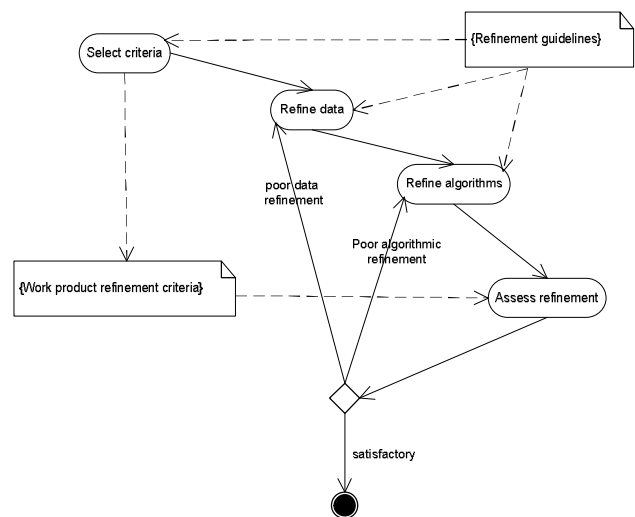 {Refinement guidelines}
Select criteria
Refine data
Refine algorithms
poor data
refinement
Poor algorithmic
refinement
{Work product refinement criteria}
Assess refinement
satisfactory